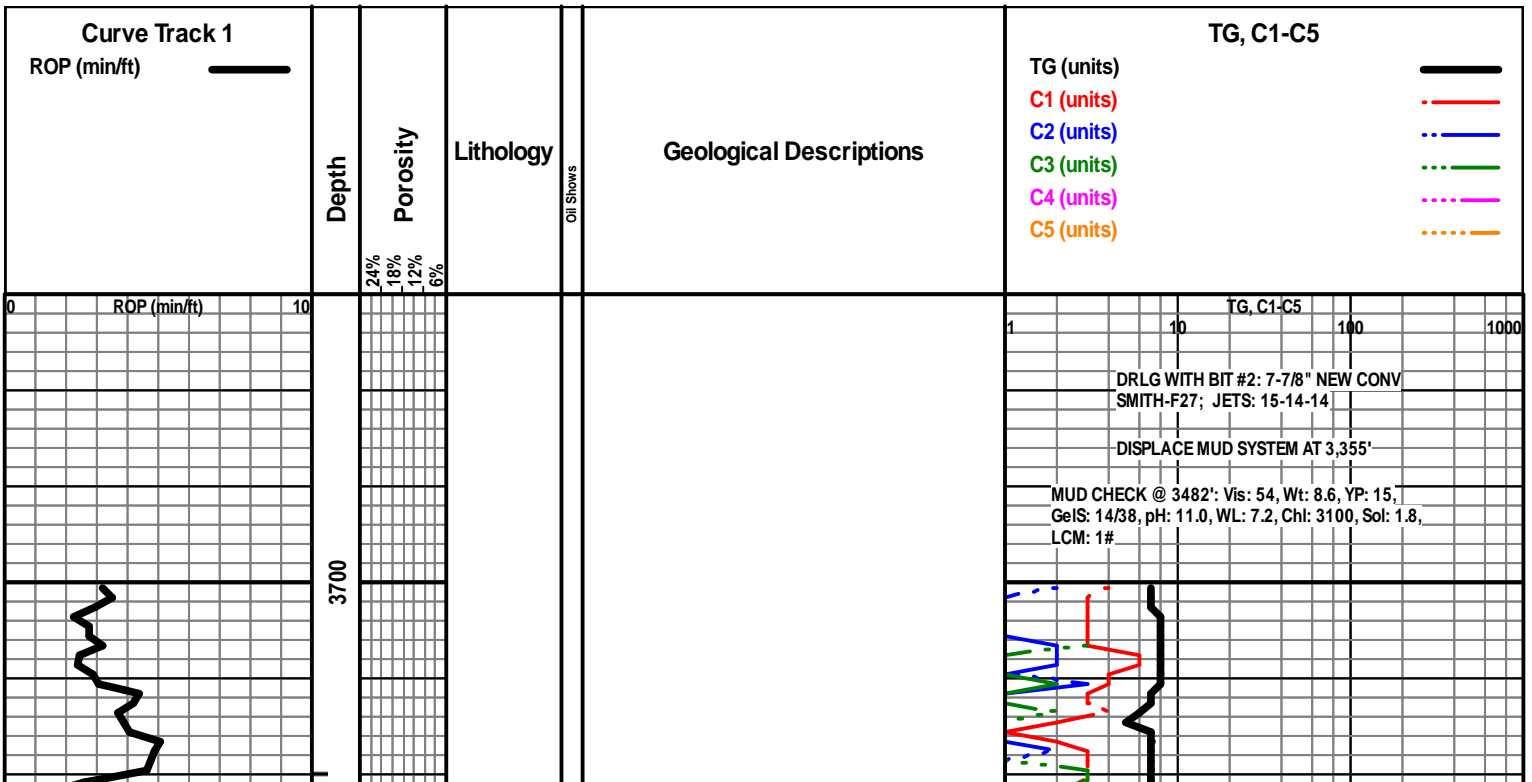 Curve Track 1
ROP (min/ft)
Depth
Porosity
24%
18%
12%
6%
Lithology
Oil Shows
Geological Descriptions
TG, C1-C5
TG (units)
C1 (units)
C2 (units)
C3 (units)
C4 (units)
C5 (units)
0 ROP (min/ft) 10
TG, C1-C5
1 10 100 1000
DRLG WITH BIT #2: 7-7/8" NEW CONV
SMITH-F27; JETS: 15-14-14
DISPLACE MUD SYSTEM AT 3,355'
MUD CHECK @ 3482': Vis: 54, Wt: 8.6, YP: 15,
GelS: 14/38, pH: 11.0, WL: 7.2, Chl: 3100, Sol: 1.8,
LCM: 1#
3700